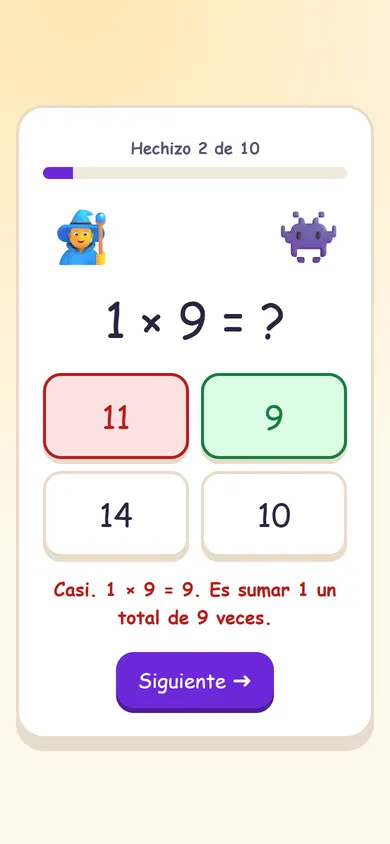 Hechizo 2 de 10
1 × 9 = ?
11
9
14
10
Casi. 1 × 9 = 9. Es sumar 1 un
total de 9 veces.
Siguiente →